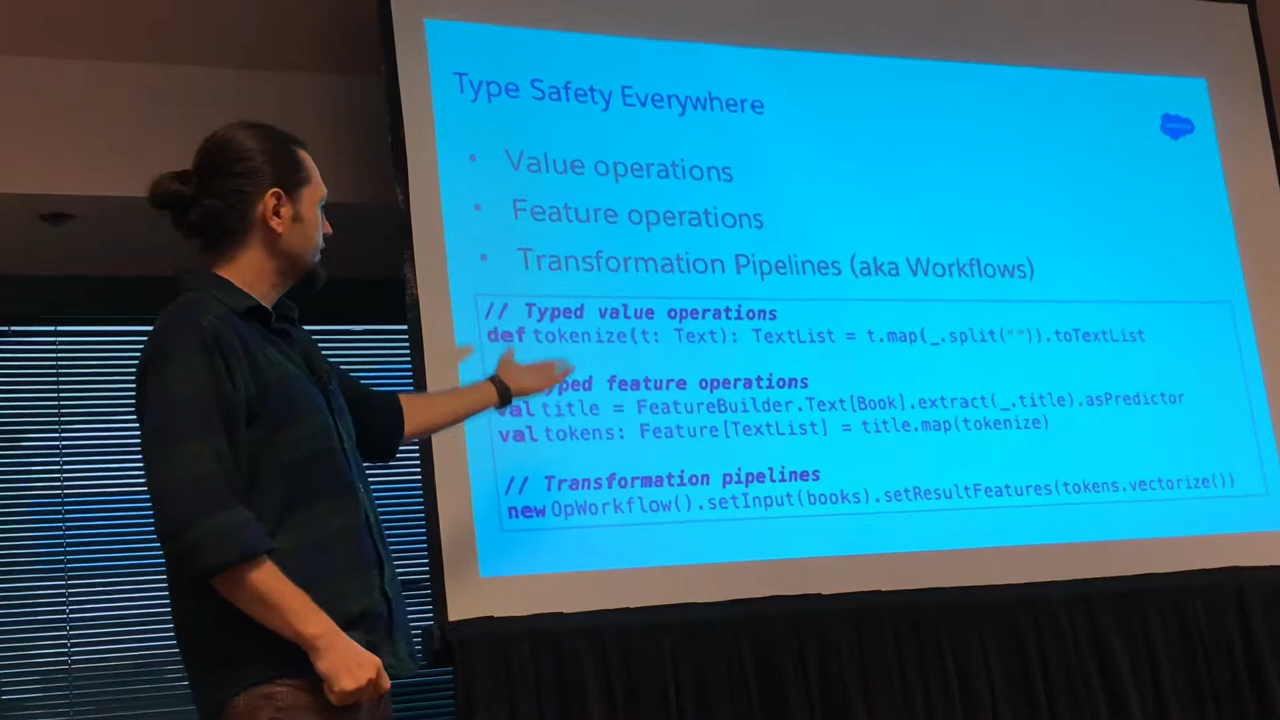 Type Safety Everywhere
• Value operations
• Feature operations
• Transformation Pipelines (aka Workflows)
// Typed value operations
def tokenize(t: Text): TextList = t.map(_.split(" ")).toTextList
yped feature operations
val title = FeatureBuilder.Text[Book].extract(_.title).asPredictor
val tokens: Feature[TextList] = title.map(tokenize)
// Transformation pipelines
new OpWorkflow().setInput(books).setResultFeatures(tokens.vectorize())